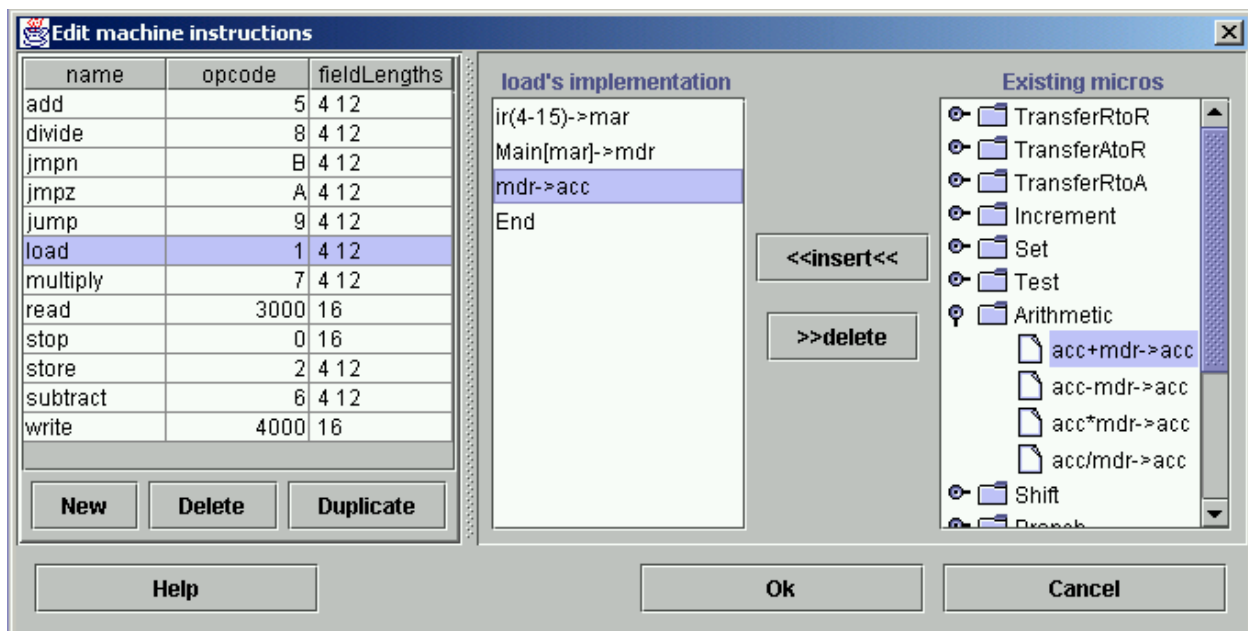 Edit machine instructions
name opcode fieldLengths
add 5 4 12
divide 8 4 12
jmpn B 4 12
jmpz A 4 12
jump 9 4 12
load 1 4 12
multiply 7 4 12
read 3000 16
stop 0 16
store 2 4 12
subtract 6 4 12
write 4000 16
New Delete Duplicate
load's implementation
ir(4-15)->mar
Main[mar]->mdr
mdr->acc
End
<<insert<<
>>delete
Existing micros
TransferRtoR
TransferAtoR
TransferRtoA
Increment
Set
Test
Arithmetic
acc+mdr->acc
acc-mdr->acc
acc*mdr->acc
acc/mdr->acc
Shift
Branch
Help Ok Cancel